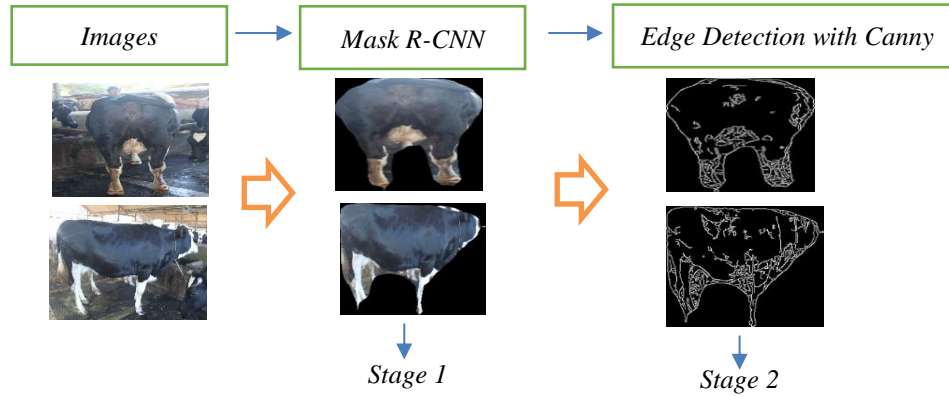 Images
Mask R-CNN
Edge Detection with Canny
Stage 1
Stage 2